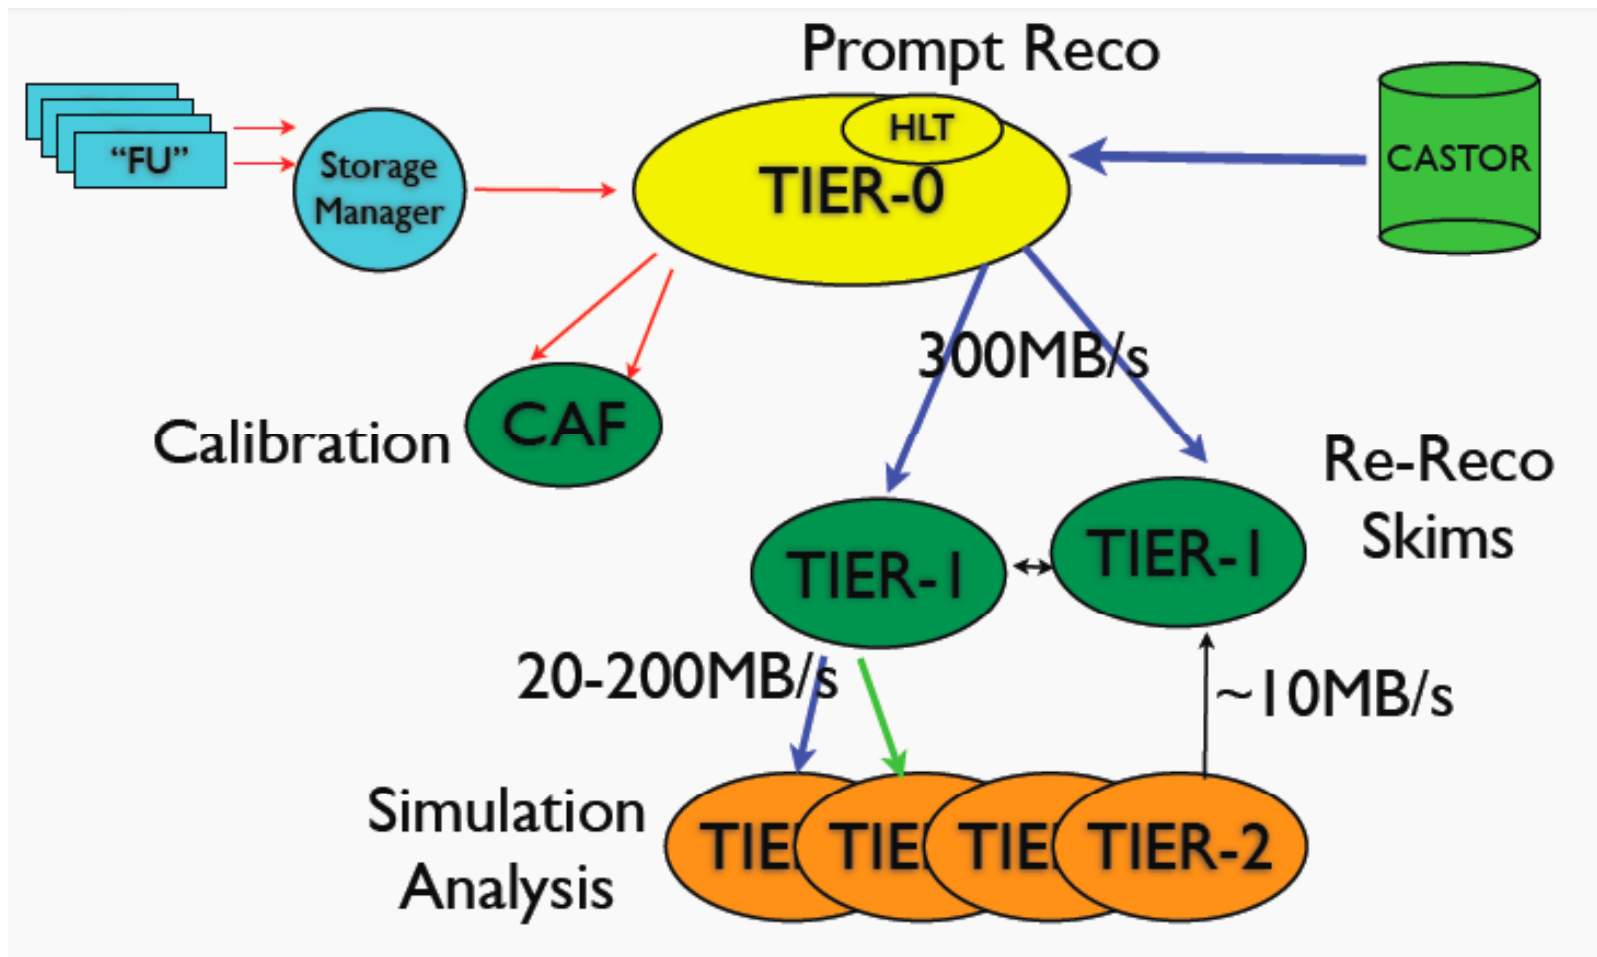 Prompt Reco
HLT
TIER-0
CASTOR
“FU”
Storage
Manager
300MB/s
Calibration
CAF
Re-Reco
Skims
TIER-1
TIER-1
20-200MB/s
~10MB/s
Simulation
Analysis
TIE
TIE
TIE
TIER-2